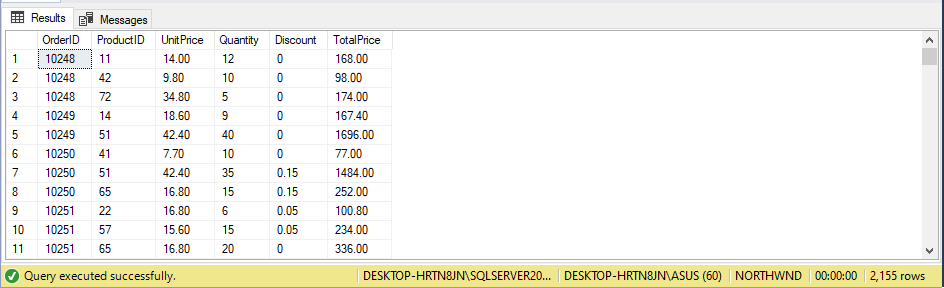 Results Messages
OrderID ProductID UnitPrice Quantity Discount TotalPrice
1 10248 11 14.00 12 0 168.00
2 10248 42 9.80 10 0 98.00
3 10248 72 34.80 5 0 174.00
4 10249 14 18.60 9 0 167.40
5 10249 51 42.40 40 0 1696.00
6 10250 41 7.70 10 0 77.00
7 10250 51 42.40 35 0.15 1484.00
8 10250 65 16.80 15 0.15 252.00
9 10251 22 16.80 6 0.05 100.80
10 10251 57 15.60 15 0.05 234.00
11 10251 65 16.80 20 0 336.00
Query executed successfully. DESKTOP-HRTN8JN\SQLSERVER20... DESKTOP-HRTN8JN\ASUS (60) NORTHWND 00:00:00 2,155 rows